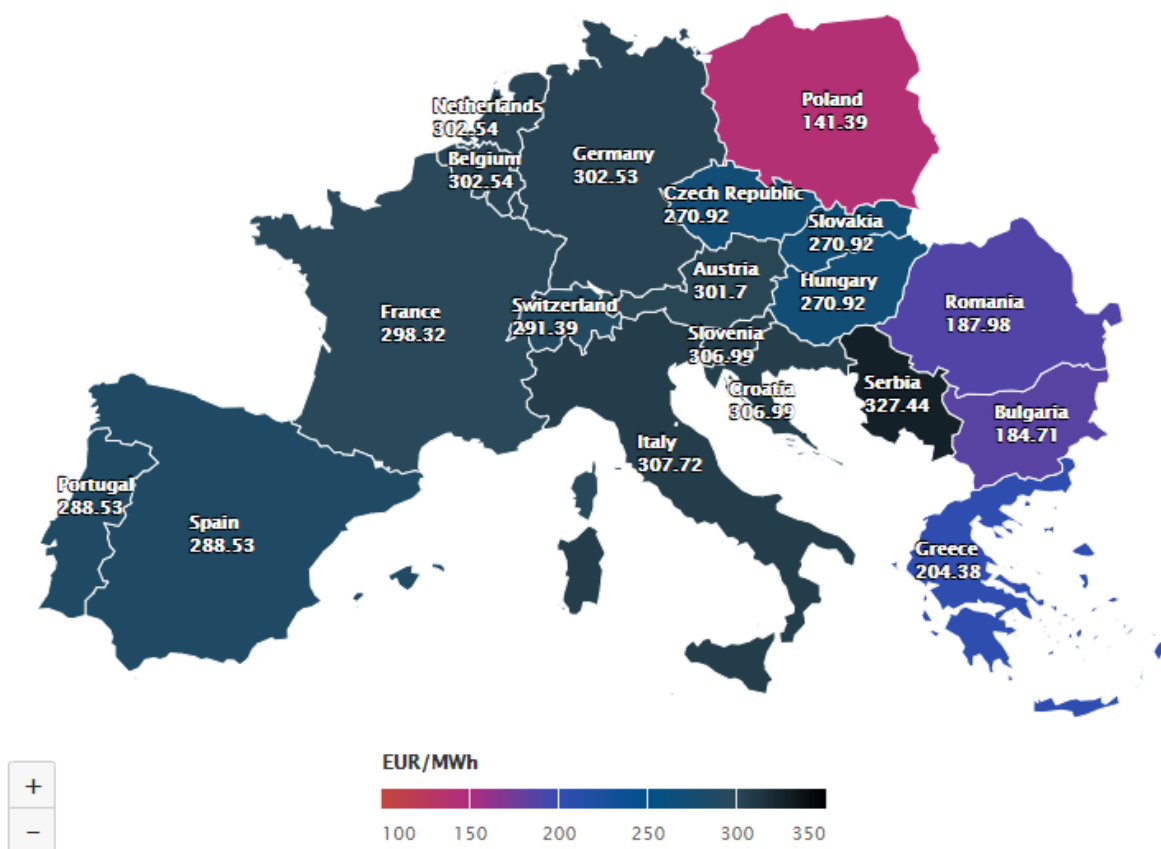 Poland
141.39
Netherlands
302.54
Belgium
302.54
Germany
302.53
Czech Republic
270.92
Slovakia
270.92
Austria
301.7
Hungary
270.92
France
298.32
Switzerland
291.39
Romania
187.98
Slovenia
306.99
Croatia
306.99
Serbia
327.44
Bulgaria
184.71
Italy
307.72
Portugal
288.53
Spain
288.53
Greece
204.38
EUR/MWh
100 150 200 250 300 350
+
−